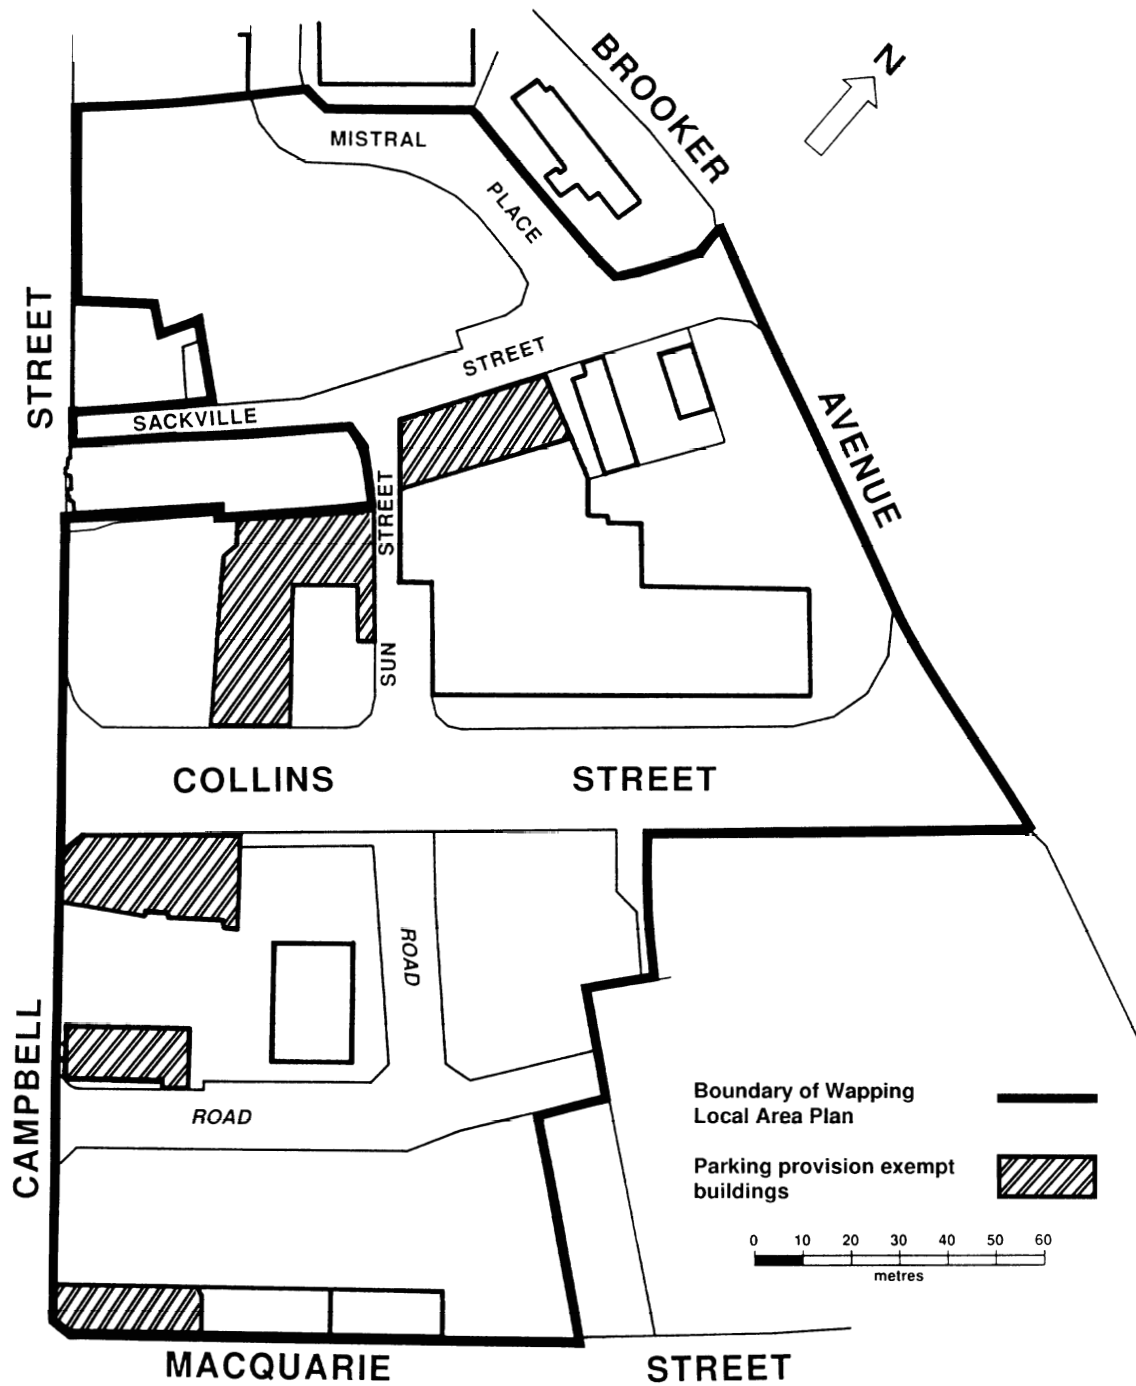 BROOKER
N
MISTRAL
PLACE
STREET
STREET
SACKVILLE
AVENUE
STREET
SUN
COLLINS STREET
ROAD
CAMPBELL
ROAD
Boundary of Wapping
Local Area Plan
Parking provision exempt
buildings
0 10 20 30 40 50 60
metres
MACQUARIE STREET